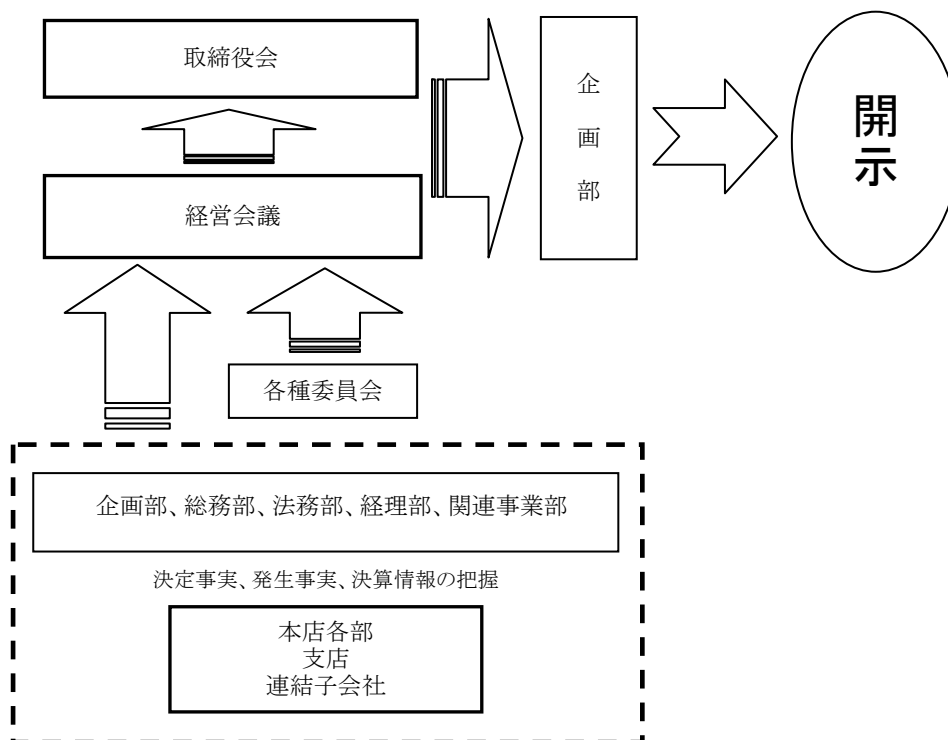 取締役会
企画部
開示
経営会議
各種委員会
企画部、総務部、法務部、経理部、関連事業部
決定事実、発生事実、決算情報の把握
本店各部
支店
連結子会社